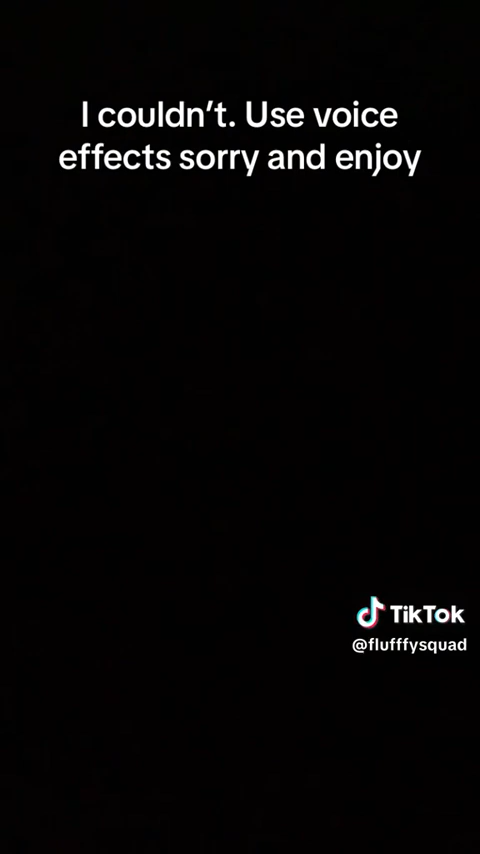 I couldn’t. Use voice
effects sorry and enjoy
TikTok
@flufffysquad